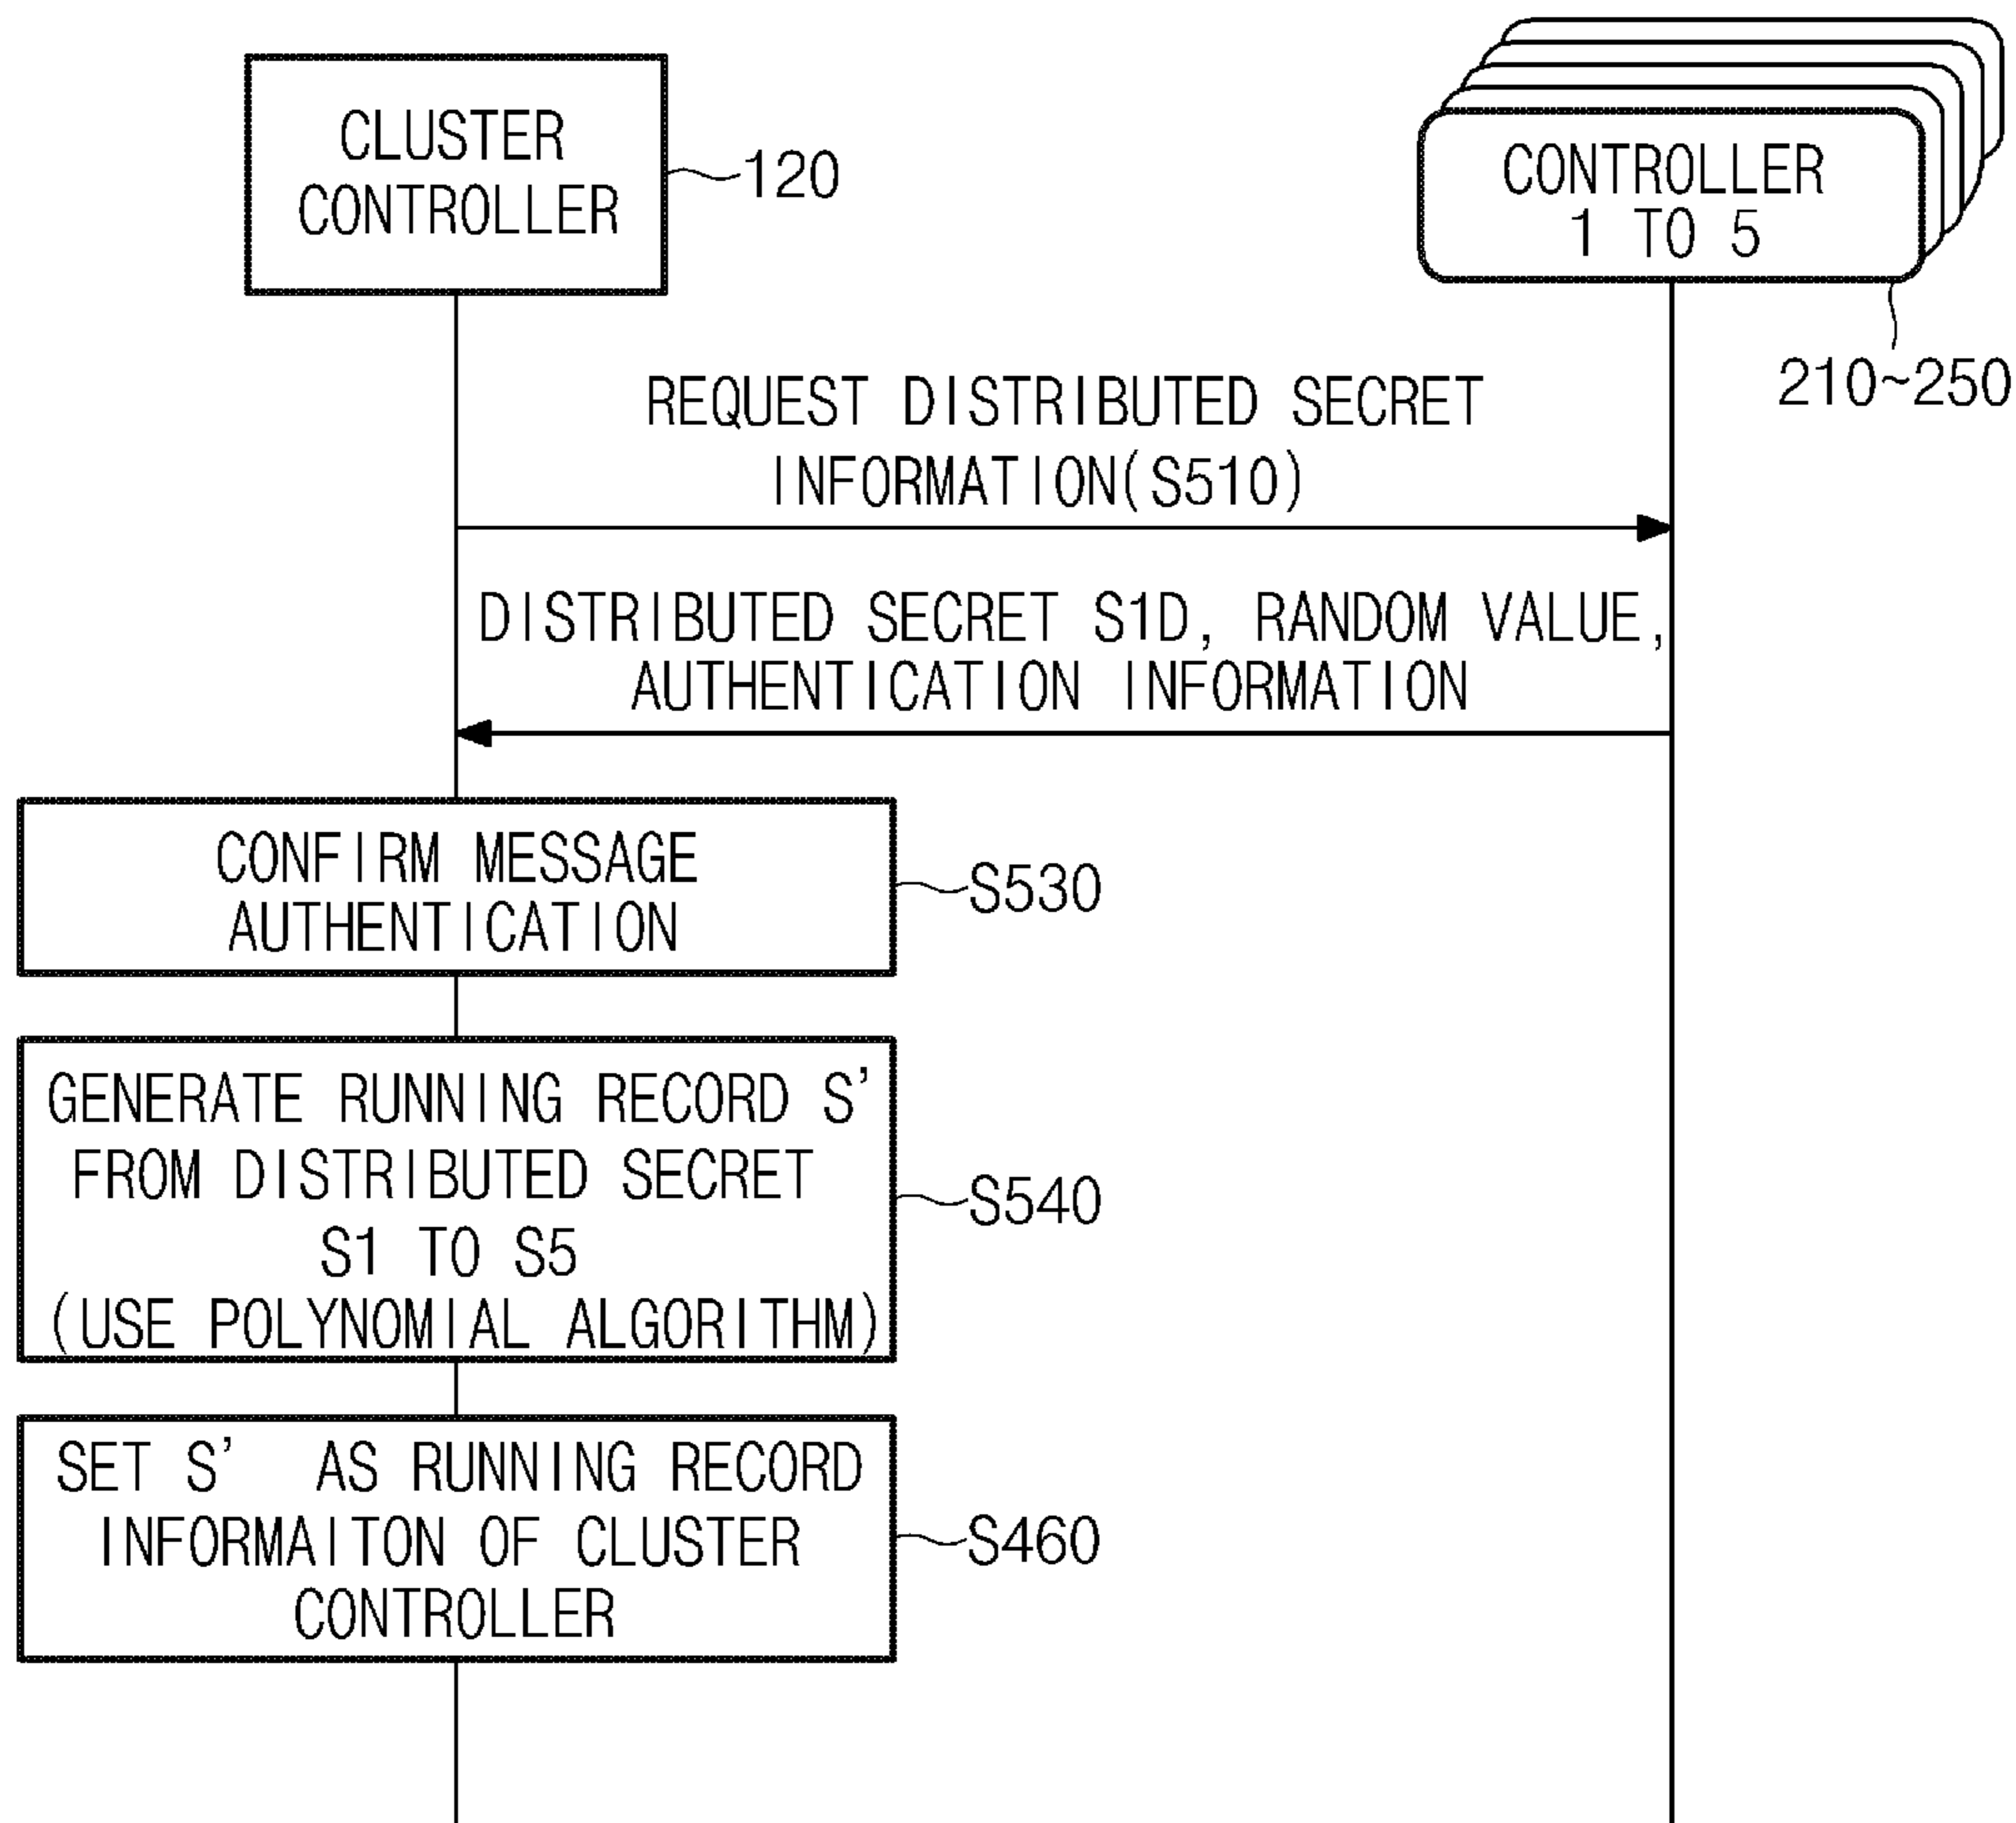 CLUSTER
CONTROLLER
120
CONTROLLER
1 TO 5
210~250
REQUEST DISTRIBUTED SECRET
INFORMATION(S510)
DISTRIBUTED SECRET S1D, RANDOM VALUE,
AUTHENTICATION INFORMATION
CONFIRM MESSAGE
AUTHENTICATION
S530
GENERATE RUNNING RECORD S'
FROM DISTRIBUTED SECRET
S1 TO S5
(USE POLYNOMIAL ALGORITHM)
S540
SET S' AS RUNNING RECORD
INFORMAITON OF CLUSTER
CONTROLLER
S460